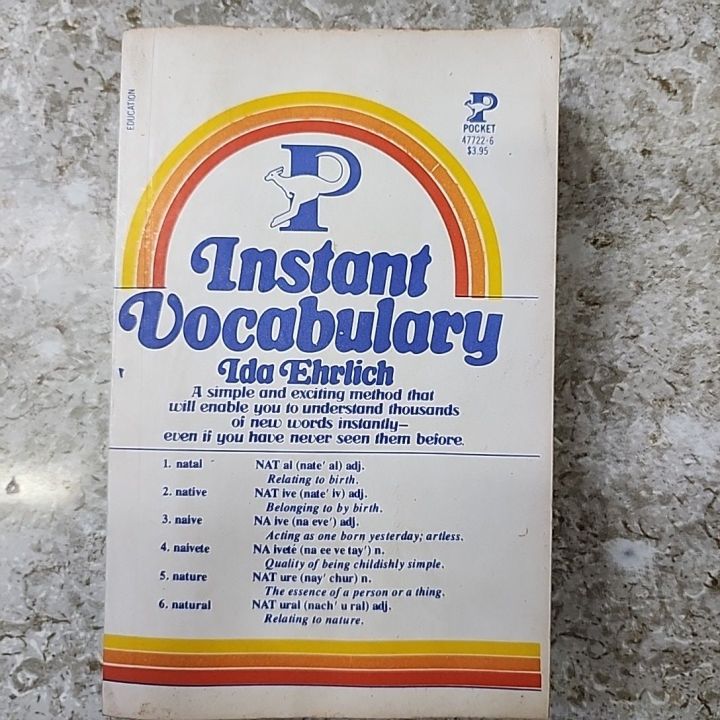 EDUCATION
P
POCKET
47722-6
$3.95
P
Instant
Vocabulary
Ida Ehrlich
A simple and exciting method that
will enable you to understand thousands
of new words instantly—
even if you have never seen them before.
1. natal NAT al (nate' al) adj.
Relating to birth.
2. native NAT ive (nate' iv) adj.
Belonging to by birth.
3. naive NA ive (na eve') adj.
Acting as one born yesterday; artless.
4. naivete NA iveté (na ee ve tay') n.
Quality of being childishly simple.
5. nature NAT ure (nay' chur) n.
The essence of a person or a thing.
6. natural NAT ural (nach' u ral) adj.
Relating to nature.